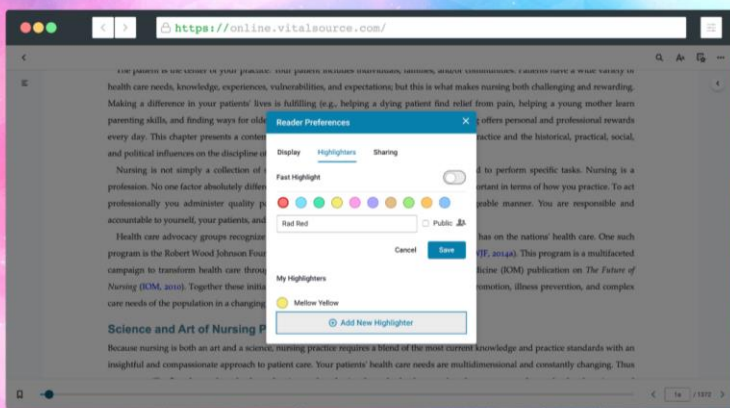 https://online.vitalsource.com/
The patient is the center of your practice. Your patient includes individuals, families, and/or communities. Patients have a wide variety of
health care needs, knowledge, experiences, vulnerabilities, and expectations; but this is what makes nursing both challenging and rewarding.
Making a difference in your patients' lives is fulfilling (e.g., helping a dying patient find relief from pain, helping a young mother learn
parenting skills, and finding ways for olde
g offers personal and professional rewards
every day. This chapter presents a conten
ractice and the historical, practical, social,
and political influences on the discipline o
Nursing is not simply a collection of
d to perform specific tasks. Nursing is a
profession. No one factor absolutely differe
ortant in terms of how you practice. To act
professionally you administer quality p
rable manner. You are responsible and
accountable to yourself, your patients, and
Health care advocacy groups recognize
has on the nations' health care. One such
program is the Robert Wood Johnson Foun
WJF, 2014a). This program is a multifaceted
campaign to transform health care throug
dicine (IOM) publication on The Future of
Nursing (IOM, 2010). Together these initia
romotion, illness prevention, and complex
care needs of the population in a changing
Science and Art of Nursing P
Because nursing is both an art and a science, nursing practice requires a blend of the most current knowledge and practice standards with an
insightful and compassionate approach to patient care. Your patients' health care needs are multidimensional and constantly changing. Thus
Reader Preferences
Display Highlighters Sharing
Fast Highlight
Rad Red Public
Cancel Save
My Highlighters
Mellow Yellow
Add New Highlighter